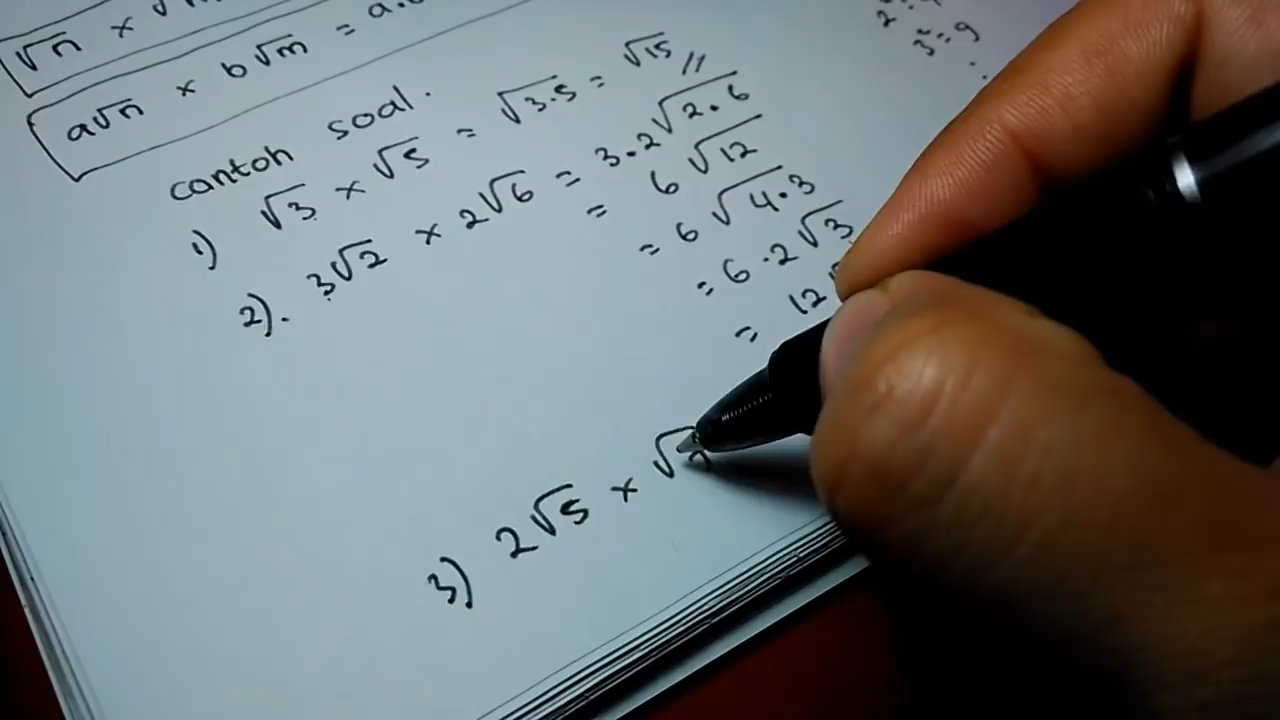 √n × √
a√n × b√m = a.
contoh soal.
1) √3 × √5 = √3.5 = √15 //
2). 3√2 × 2√6 = 3.2√2.6
= 6√12
= 6√4.3
= 6.2√3
= 12
3) 2√5 × √
3² = 9